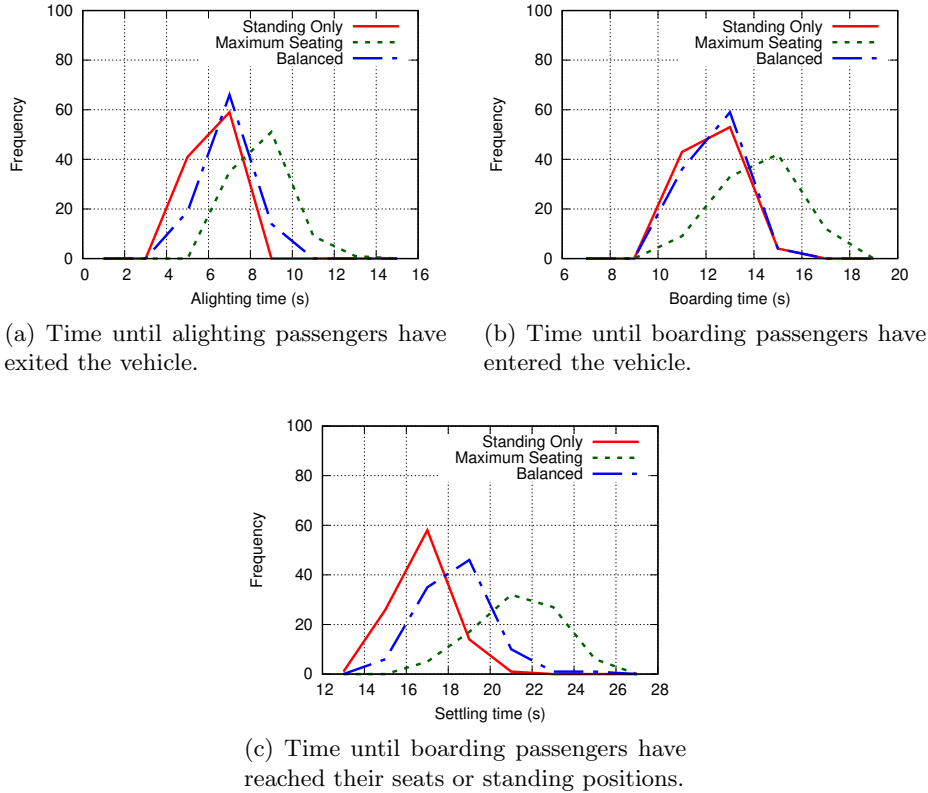 100
80
60
40
20
0
Frequency
Standing Only
Maximum Seating
Balanced
0 2 4 6 8 10 12 14 16
Alighting time (s)
(a) Time until alighting passengers have
exited the vehicle.
100
80
60
40
20
0
Frequency
Standing Only
Maximum Seating
Balanced
6 8 10 12 14 16 18 20
Boarding time (s)
(b) Time until boarding passengers have
entered the vehicle.
100
80
60
40
20
0
Frequency
Standing Only
Maximum Seating
Balanced
12 14 16 18 20 22 24 26 28
Settling time (s)
(c) Time until boarding passengers have
reached their seats or standing positions.